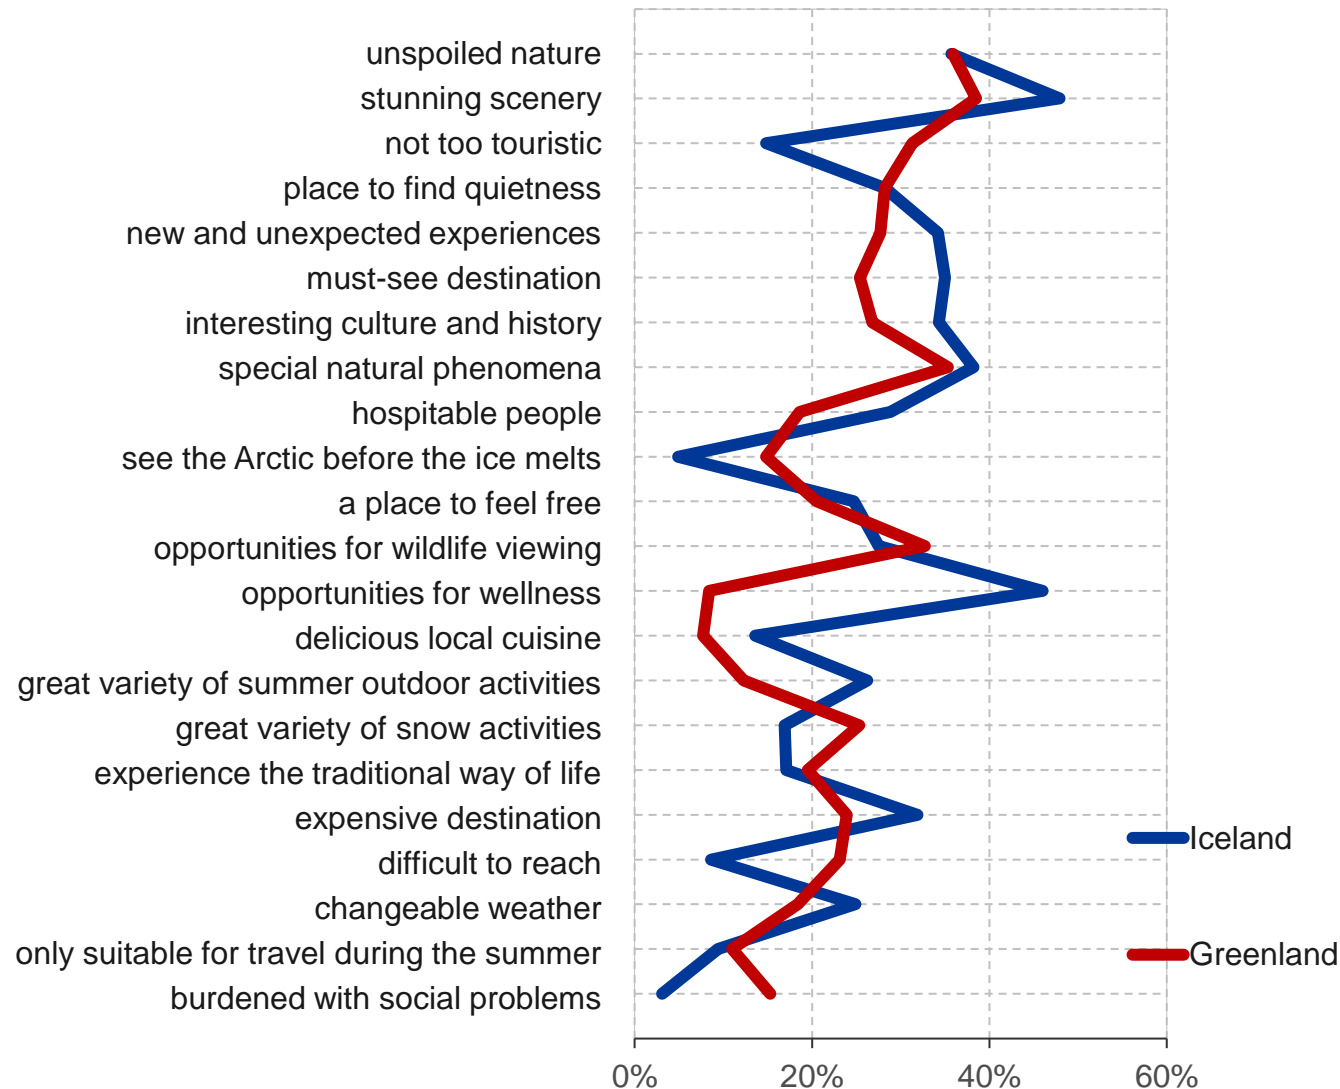 unspoiled nature
stunning scenery
not too touristic
place to find quietness
new and unexpected experiences
must-see destination
interesting culture and history
special natural phenomena
hospitable people
see the Arctic before the ice melts
a place to feel free
opportunities for wildlife viewing
opportunities for wellness
delicious local cuisine
great variety of summer outdoor activities
great variety of snow activities
experience the traditional way of life
expensive destination
Iceland
difficult to reach
changeable weather
only suitable for travel during the summer
Greenland
burdened with social problems
0% 20% 40% 60%